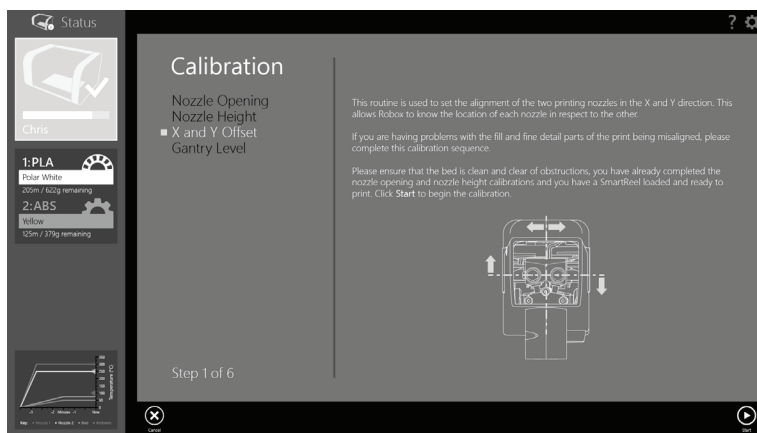 Status
?
Calibration
Nozzle Opening
Nozzle Height
X and Y Offset
Gantry Level
Chris
1:PLA
Polar White
205m / 622g remaining
2:ABS
Yellow
125m / 379g remaining
This routine is used to set the alignment of the two printing nozzles in the X and Y direction. This
allows Robox to know the location of each nozzle in respect to the other.
If you are having problems with the fill and fine detail parts of the print being misaligned, please
complete this calibration sequence.
Please ensure that the bed is clean and clear of obstructions, you have already completed the
nozzle opening and nozzle height calibrations and you have a SmartReel loaded and ready to
print. Click Start to begin the calibration.
Step 1 of 6
Temperature (°C)
Minutes
Now
Cancel
Start